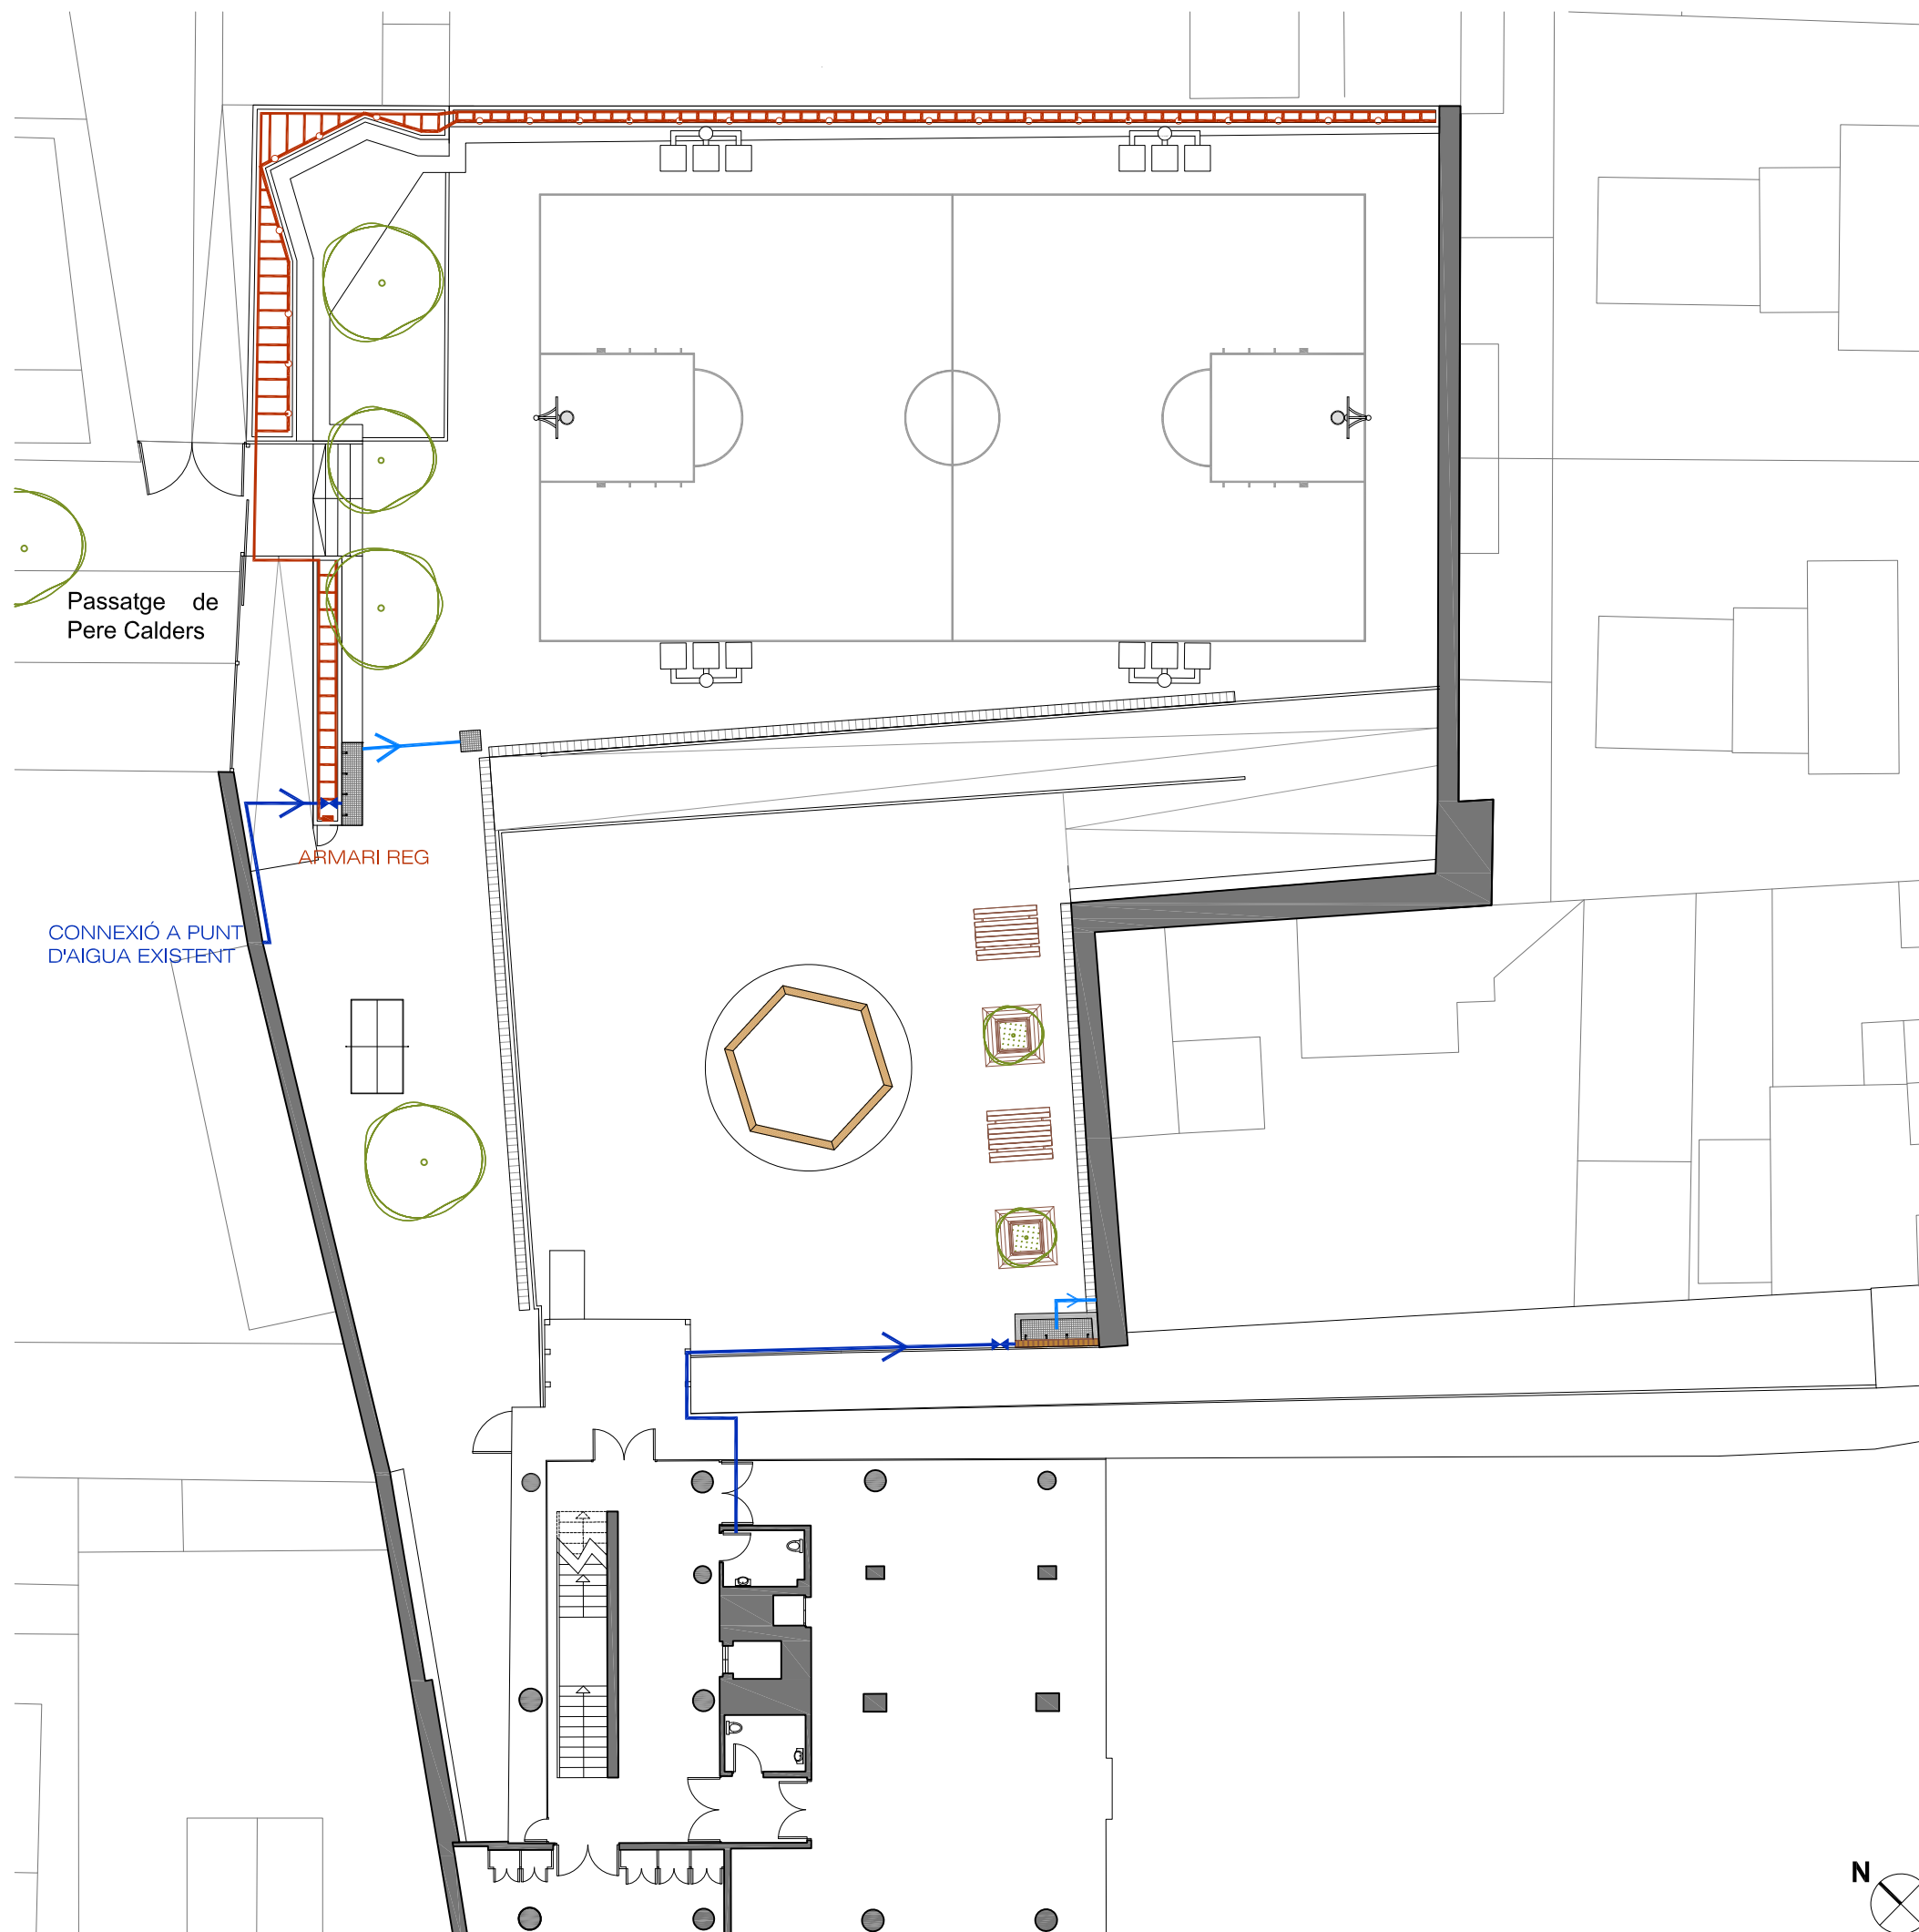 Passatge de
Pere Calders
ARMARI REG
CONNEXIÓ A PUNT
D'AIGUA EXISTENT
N